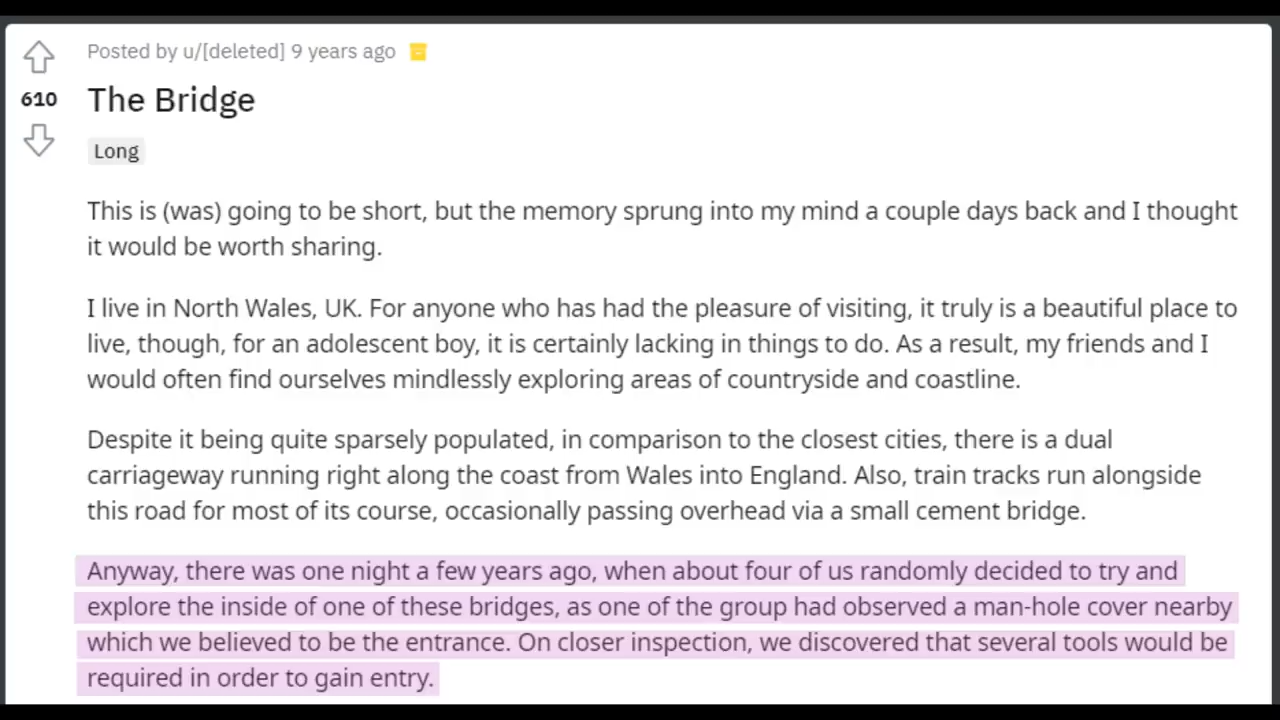 Posted by u/[deleted] 9 years ago
610
The Bridge
Long
This is (was) going to be short, but the memory sprung into my mind a couple days back and I thought
it would be worth sharing.
I live in North Wales, UK. For anyone who has had the pleasure of visiting, it truly is a beautiful place to
live, though, for an adolescent boy, it is certainly lacking in things to do. As a result, my friends and I
would often find ourselves mindlessly exploring areas of countryside and coastline.
Despite it being quite sparsely populated, in comparison to the closest cities, there is a dual
carriageway running right along the coast from Wales into England. Also, train tracks run alongside
this road for most of its course, occasionally passing overhead via a small cement bridge.
Anyway, there was one night a few years ago, when about four of us randomly decided to try and
explore the inside of one of these bridges, as one of the group had observed a man-hole cover nearby
which we believed to be the entrance. On closer inspection, we discovered that several tools would be
required in order to gain entry.